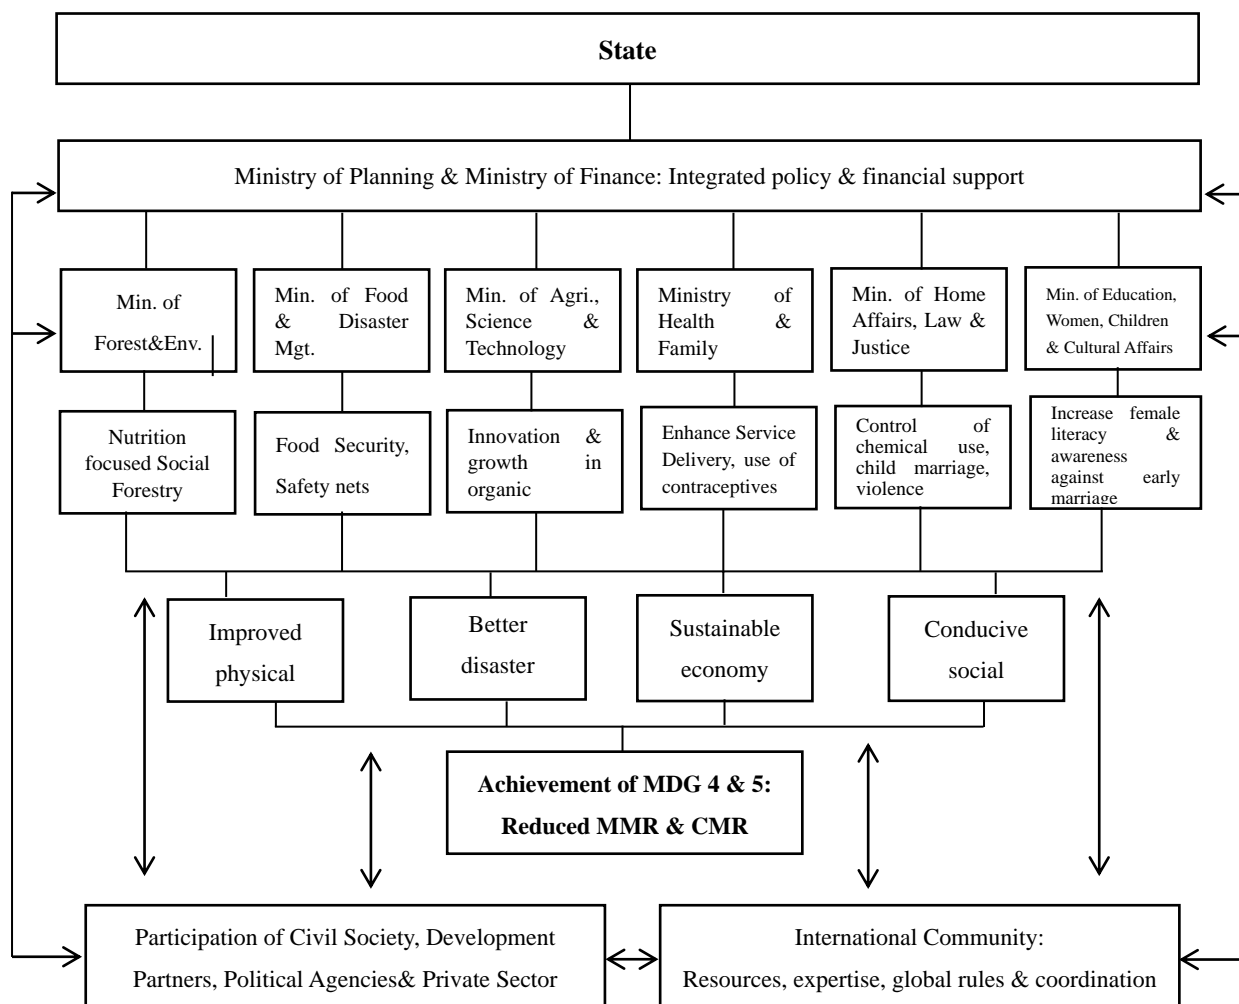 State
Ministry of Planning & Ministry of Finance: Integrated policy & financial support
Min. of
Forest&Env.
Min. of Food
& Disaster
Mgt.
Min. of Agri.,
Science &
Technology
Ministry of
Health &
Family
Min. of Home
Affairs, Law &
Justice
Min. of Education,
Women, Children
& Cultural Affairs
Nutrition
focused Social
Forestry
Food Security,
Safety nets
Innovation &
growth in
organic
Enhance Service
Delivery, use of
contraceptives
Control of
chemical use,
child marriage,
violence
Increase female
literacy &
awareness
against early
marriage
Improved
physical
Better
disaster
Sustainable
economy
Conducive
social
Achievement of MDG 4 & 5:
Reduced MMR & CMR
Participation of Civil Society, Development
Partners, Political Agencies& Private Sector
International Community:
Resources, expertise, global rules & coordination